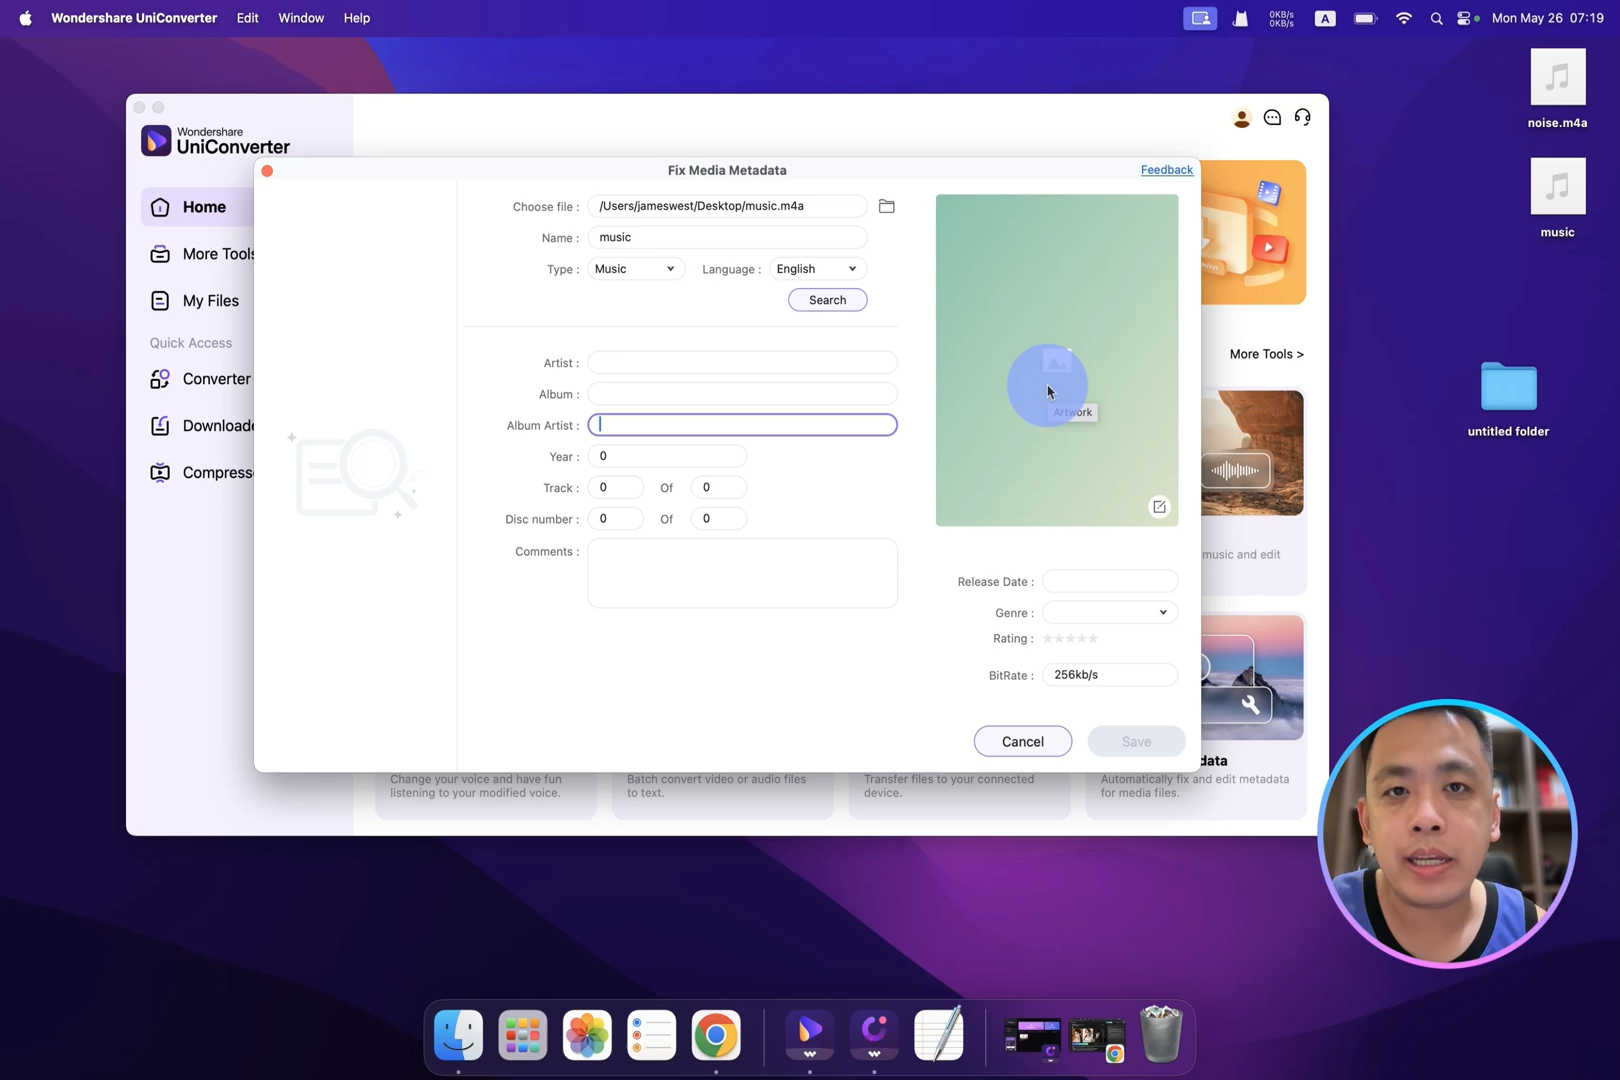 Wondershare UniConverter Edit Window Help
0KB/s
0KB/s
A
Mon May 26 07:19
noise.m4a
music
untitled folder
Wondershare
UniConverter
Home
More Tools
My Files
Quick Access
Converter
Downloade
Compress
Fix Media Metadata
Feedback
Choose file : /Users/jameswest/Desktop/music.m4a
Name : music
Type : Music Language : English
Search
Artist :
Album :
Album Artist :
Year : 0
Track : 0 Of 0
Disc number : 0 Of 0
Comments :
Artwork
Release Date :
Genre :
Rating :
BitRate : 256kb/s
Cancel Save
More Tools >
music and edit
data
Change your voice and have fun
listening to your modified voice.
Batch convert video or audio files
to text.
Transfer files to your connected
device.
Automatically fix and edit metadata
for media files.